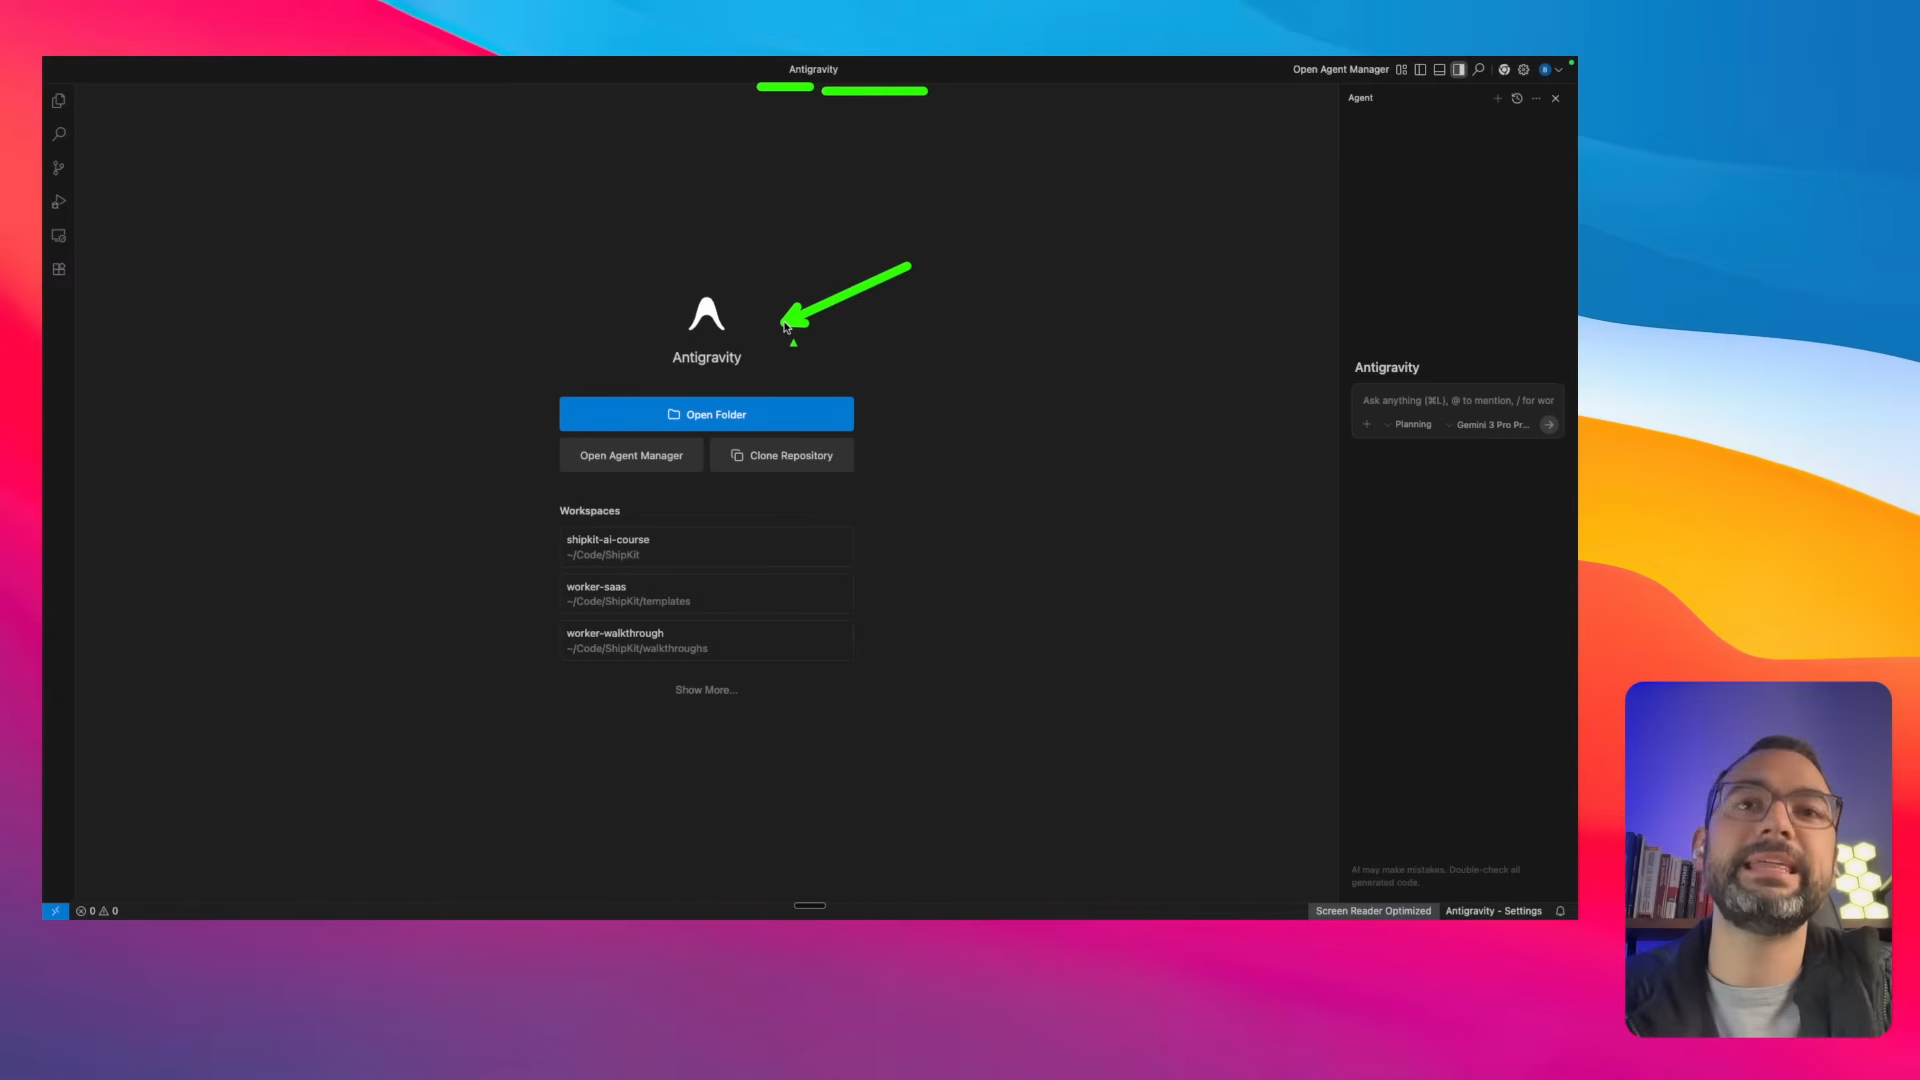 Antigravity
Open Agent Manager
B
Agent
Antigravity
Open Folder
Open Agent Manager
Clone Repository
Workspaces
shipkit-ai-course
~/Code/ShipKit
worker-saas
~/Code/ShipKit/templates
worker-walkthrough
~/Code/ShipKit/walkthroughs
Show More...
Antigravity
Ask anything (⌘L), @ to mention, / for wor
Planning
Gemini 3 Pro Pr...
AI may make mistakes. Double-check all
generated code.
0 0
Screen Reader Optimized
Antigravity - Settings